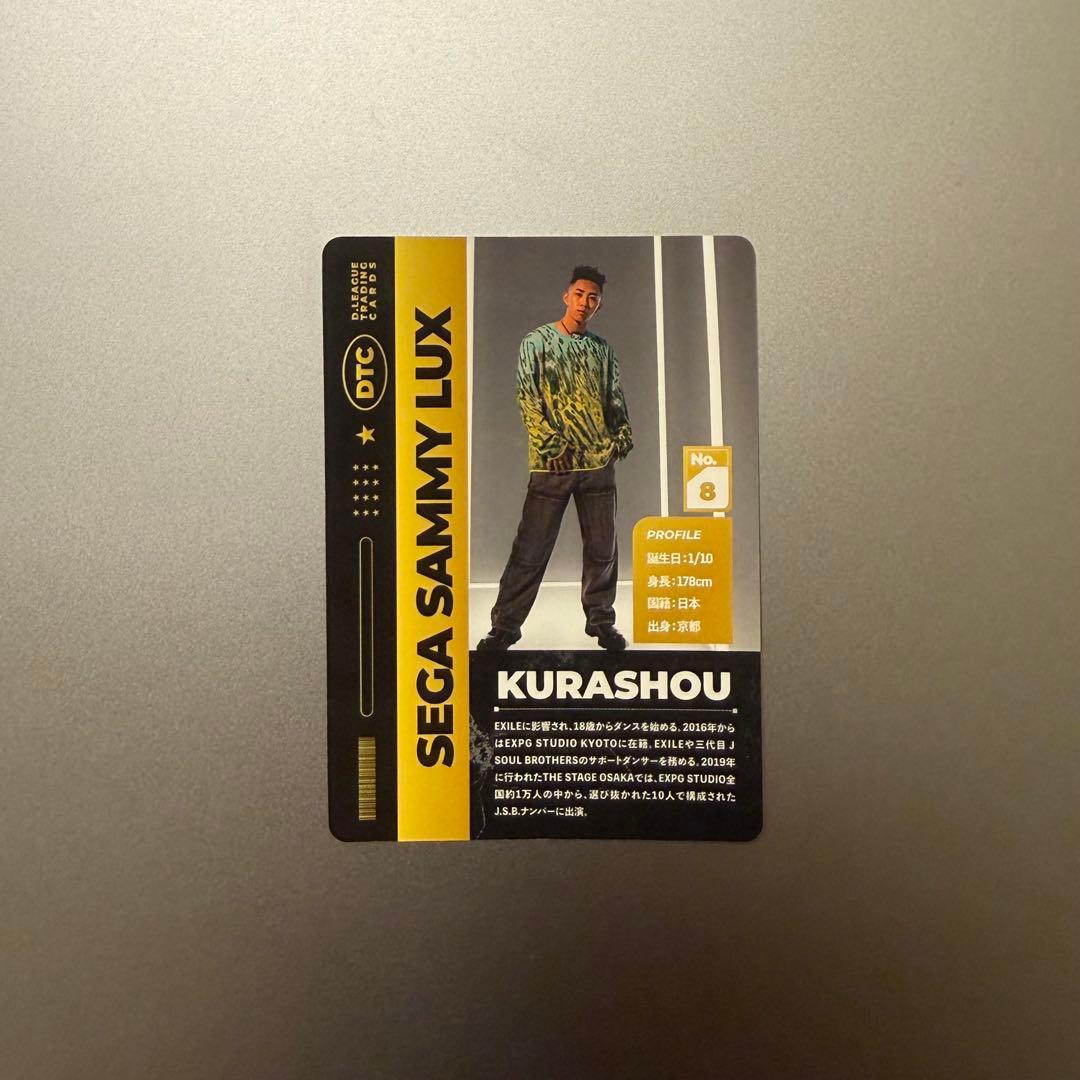 D.LEAGUE
TRADING
CARDS
DTC
SEGA SAMMY LUX
No.
8
PROFILE
誕生日:1/10
身長:178cm
国籍:日本
出身:京都
KURASHOU
EXILEに影響され、18歳からダンスを始める。2016年から
はEXPG STUDIO KYOTOに在籍。EXILEや三代目 J
SOUL BROTHERSのサポートダンサーを務める。2019年
に行われたTHE STAGE OSAKAでは、EXPG STUDIO全
国約1万人の中から、選び抜かれた10人で構成された
J.S.B.ナンバーに出演。